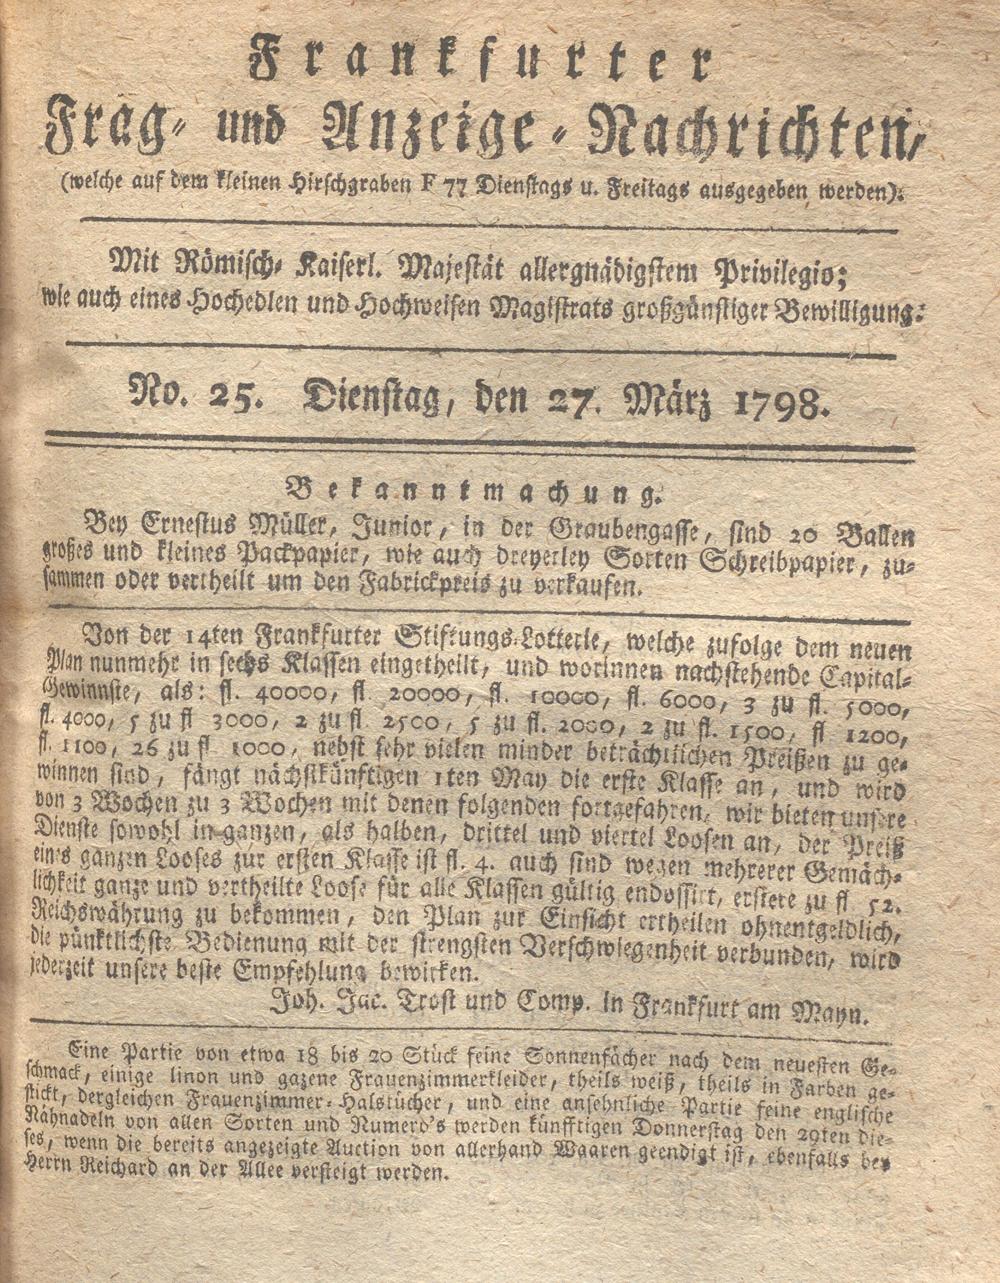 Frankfurter
Frag- und Anzeige-Nachrichten,
(welche auf dem kleinen Hirschgraben F 77 Dienstags u. Freitags ausgegeben werden).
Mit Römisch- Kaiserl. Majestät allergnädigstem Privilegio;
wie auch eines Hochedlen und Hochweisen Magistrats großgünstiger Bewilligung.
No. 25. Dienstag, den 27. März 1798.
Bekanntmachung.
Bey Ernestus Müller, Junior, in der Graubengasse, sind 20 Ballen
großes und kleines Packpapier, wie auch dreyerley Sorten Schreibpapier, zu-
sammen oder vertheilt um den Fabrickpreis zu verkaufen.
Von der 14ten Frankfurter Stiftungs-Lotterie, welche zufolge dem neuen
Plan nunmehr in sechs Klassen eingetheilt, und worinnen nachstehende Capital-
Gewinnste, als: fl. 40000, fl. 20000, fl. 10000, fl. 6000, 3 zu fl. 5000,
fl. 4000, 5 zu fl 3000, 2 zu fl. 2500, 5 zu fl. 2000, 2 zu fl. 1500, fl 1200,
fl. 1100, 26 zu fl 1000, nebst sehr vielen minder beträchtlichen Preißen zu ge-
winnen sind, fängt nächstkünftigen 1ten May die erste Klasse an, und wird
von 3 Wochen zu 3 Wochen mit denen folgenden fortgefahren, wir bieten unsere
Dienste sowohl in ganzen, als halben, drittel und viertel Loosen an, der Preiß
eines ganzen Looses zur ersten Klasse ist fl. 4. auch sind wegen mehrerer Gemäch-
lichkeit ganze und vertheilte Loose für alle Klassen gültig endossirt, erstere zu fl 52.
Reichswährung zu bekommen, den Plan zur Einsicht ertheilen ohnentgeldlich,
die pünktlichste Bedienung mit der strengsten Verschwiegenheit verbunden, wird
jederzeit unsere beste Empfehlung bewirken.
Joh. Jac. Trost und Comp. in Frankfurt am Mayn.
Eine Partie von etwa 18 bis 20 Stück feine Sonnenfächer nach dem neuesten Ge-
schmack, einige linon und gazene Frauenzimmerkleider, theils weiß, theils in Farben ge-
stickt, dergleichen Frauenzimmer-Halstücher, und eine ansehnliche Partie feine englische
Nähnadeln von allen Sorten und Numero's werden künfftigen Donnerstag den 29ten die-
ses, wenn die bereits angezeigte Auction von allerhand Waaren geendigt ist, ebenfalls bey
Herrn Reichard an der Allee versteigt werden.